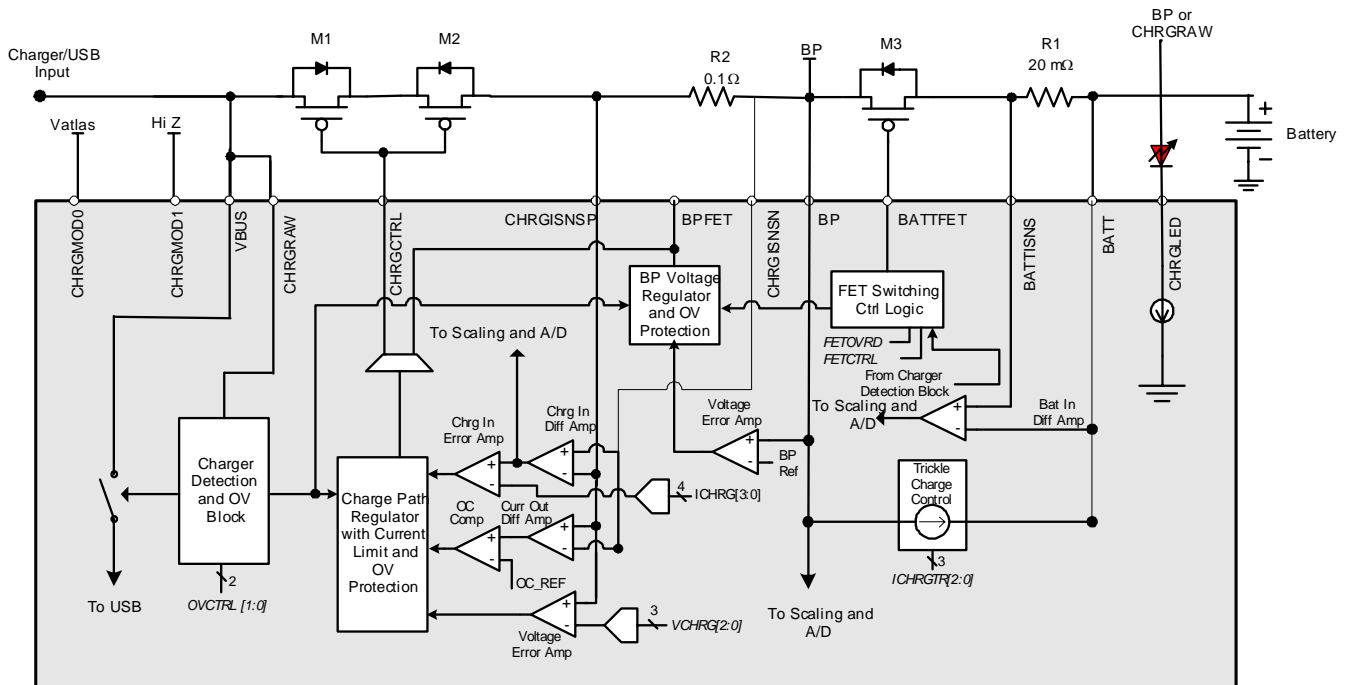 BP or
CHRGRAW
M1
M2
M3
R1
20 mΩ
R2
0.1 Ω
BP
Charger/USB
Input
Vatlas
Hi Z
Battery
CHRGMOD0
CHRGMOD1
VBUS
CHRGRAW
CHRGCTRL
CHRGISNSP
BPFET
CHRGISNSN
BP
BATTFET
BATTISNS
BATT
CHRGLED
BP Voltage
Regulator
and OV
Protection
FET Switching
Ctrl Logic
FETOVRD
FETCTRL
From Charger
Detection Block
To Scaling and A/D
To Scaling and
A/D
Bat In
Diff Amp
Voltage
Error Amp
BP
Ref
Chrg In
Error Amp
Chrg In
Diff Amp
Charger
Detection
and OV
Block
Charge Path
Regulator
with Current
Limit and
OV
Protection
OC
Comp
Curr Out
Diff Amp
OC_REF
4
ICHRG[3:0]
Trickle
Charge
Control
3
ICHRGTR[2:0]
2
OVCTRL [1:0]
To USB
Voltage
Error Amp
3
VCHRG[2:0]
To Scaling and
A/D